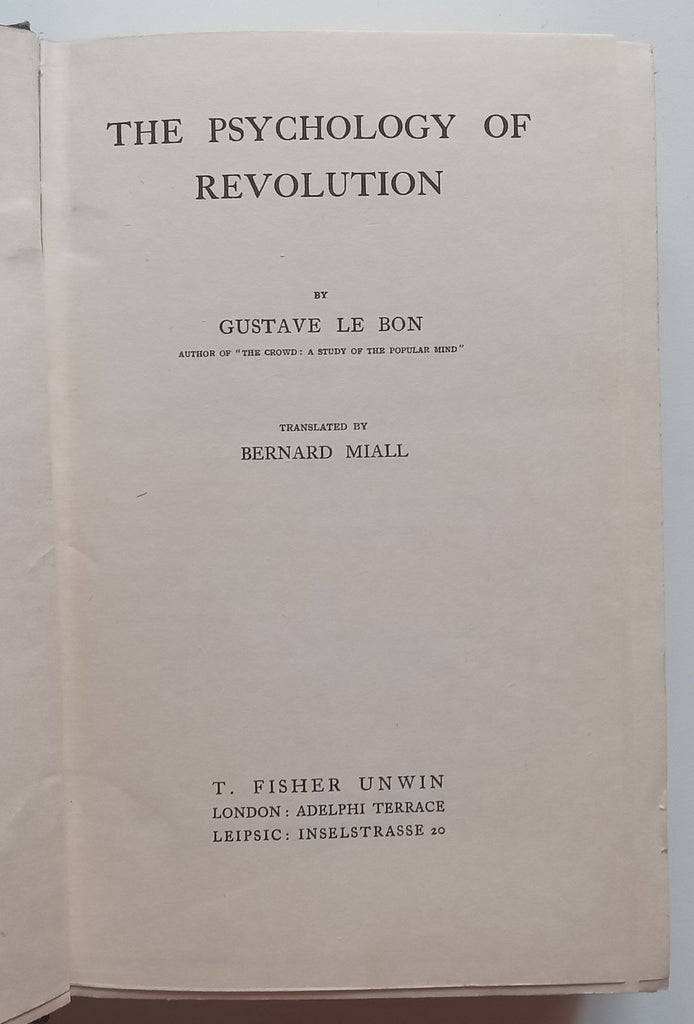 THE PSYCHOLOGY OF
REVOLUTION
BY
GUSTAVE LE BON
AUTHOR OF "THE CROWD: A STUDY OF THE POPULAR MIND"
TRANSLATED BY
BERNARD MIALL
T. FISHER UNWIN
LONDON: ADELPHI TERRACE
LEIPSIC: INSELSTRASSE 20